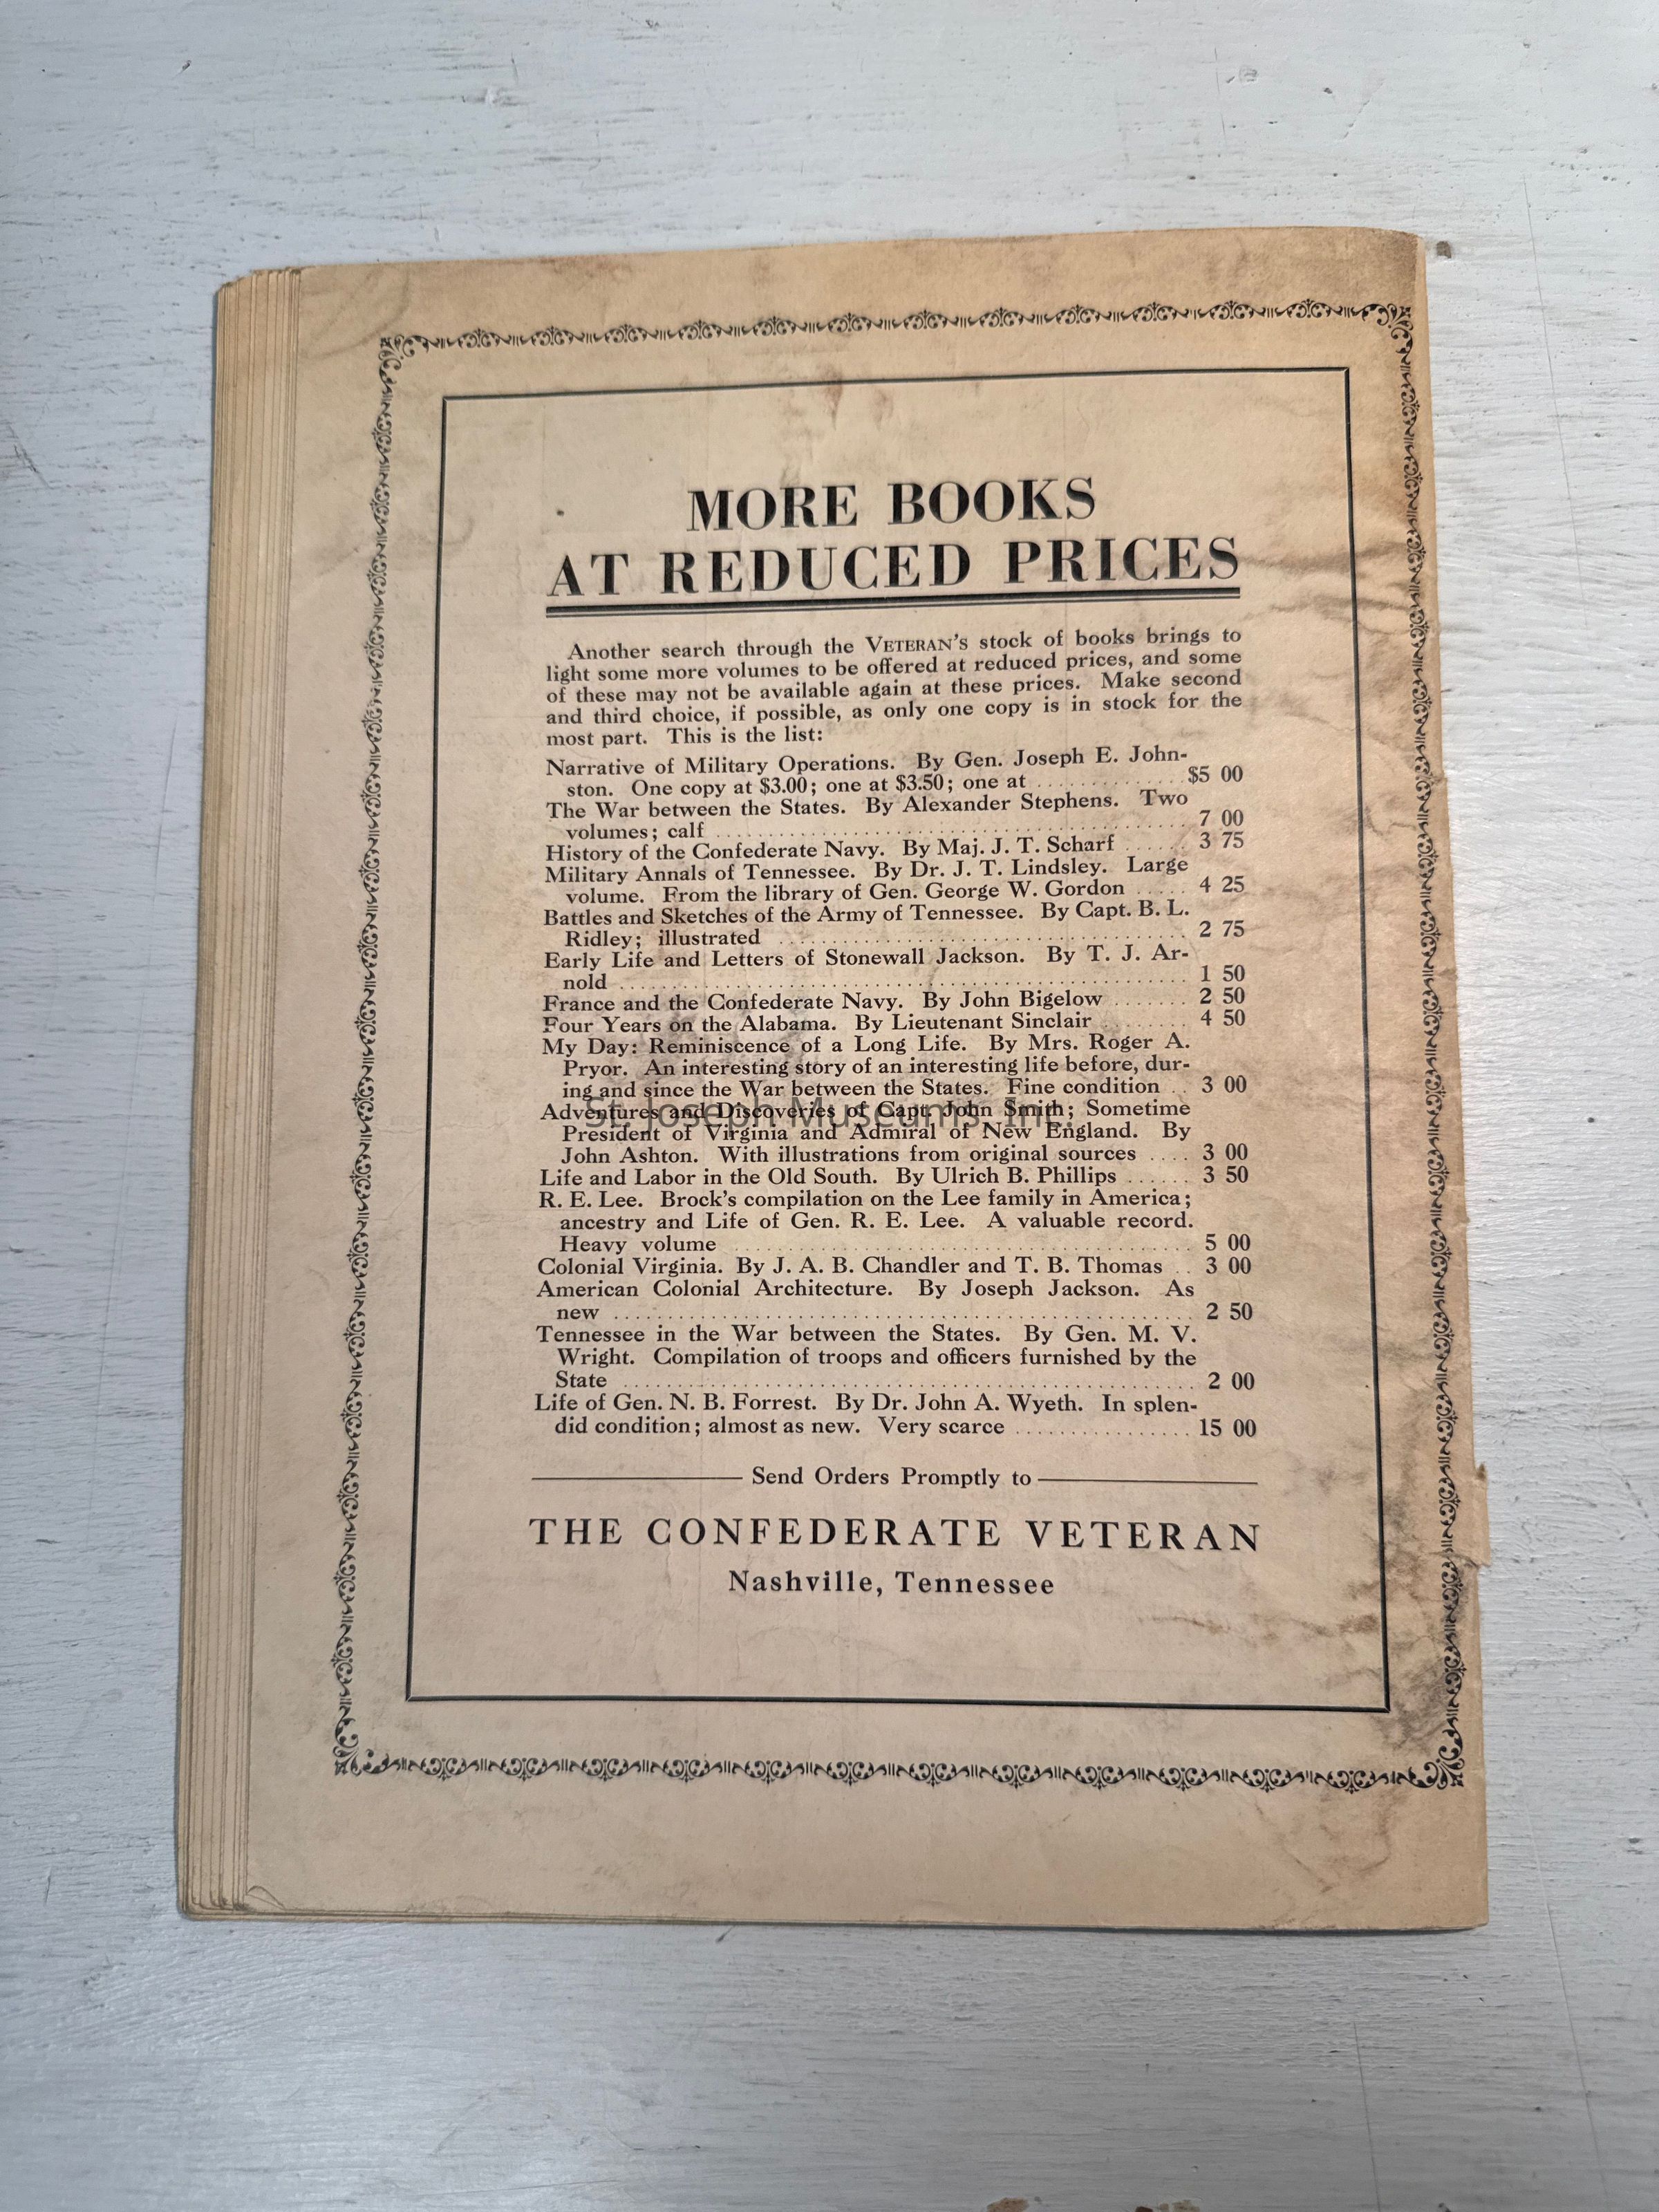 MORE BOOKS
AT REDUCED PRICES
Another search through the VETERAN'S stock of books brings to
light some more volumes to be offered at reduced prices, and some
of these may not be available again at these prices. Make second
and third choice, if possible, as only one copy is in stock for the
most part. This is the list:
Narrative of Military Operations. By Gen. Joseph E. John-
ston. One copy at $3.00; one at $3.50; one at ............. $5 00
The War between the States. By Alexander Stephens. Two
volumes; calf ............. 7 00
History of the Confederate Navy. By Maj. J. T. Scharf ...... 3 75
Military Annals of Tennessee. By Dr. J. T. Lindsley. Large
volume. From the library of Gen. George W. Gordon ..... 4 25
Battles and Sketches of the Army of Tennessee. By Capt. B. L.
Ridley; illustrated ............. 2 75
Early Life and Letters of Stonewall Jackson. By T. J. Ar-
nold ............. 1 50
France and the Confederate Navy. By John Bigelow ....... 2 50
Four Years on the Alabama. By Lieutenant Sinclair ........ 4 50
My Day: Reminiscence of a Long Life. By Mrs. Roger A.
Pryor. An interesting story of an interesting life before, dur-
ing and since the War between the States. Fine condition .. 3 00
Adventures and Discoveries of Capt. John Smith; Sometime
President of Virginia and Admiral of New England. By
John Ashton. With illustrations from original sources .... 3 00
Life and Labor in the Old South. By Ulrich B. Phillips ...... 3 50
R. E. Lee. Brock's compilation on the Lee family in America;
ancestry and Life of Gen. R. E. Lee. A valuable record.
Heavy volume ............. 5 00
Colonial Virginia. By J. A. B. Chandler and T. B. Thomas .. 3 00
American Colonial Architecture. By Joseph Jackson. As
new ............. 2 50
Tennessee in the War between the States. By Gen. M. V.
Wright. Compilation of troops and officers furnished by the
State ............. 2 00
Life of Gen. N. B. Forrest. By Dr. John A. Wyeth. In splen-
did condition; almost as new. Very scarce ............. 15 00
Send Orders Promptly to
THE CONFEDERATE VETERAN
Nashville, Tennessee
St. Joseph Museums, Inc.